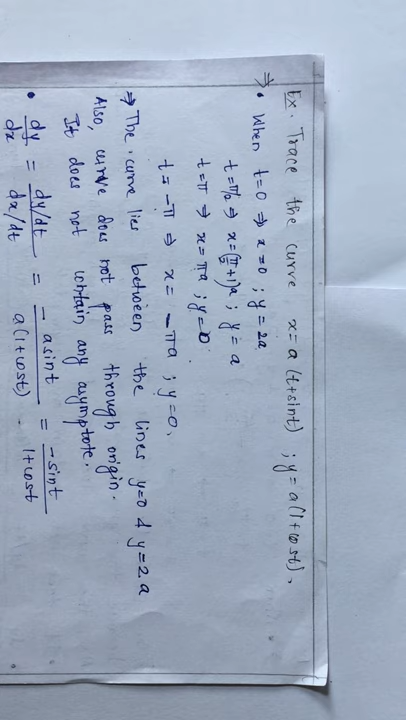 Ex. Trace the curve x=a(t+sint) ; y=a(1+cost),
⇒ • When t=0 ⇒ x=0 ; y=2a
t=π/2 ⇒ x=(π/2+1)a ; y=a
t=π ⇒ x=πa ; y=0
t=-π ⇒ x= -πa ; y=0.
⇒ The curve lies between the lines y=0 & y=2a
Also, curve does not pass through origin.
It does not contain any asymptote.
• dy/dx = (dy/dt)/(dx/dt) = -asint/a(1+cost) = -sint/1+cost